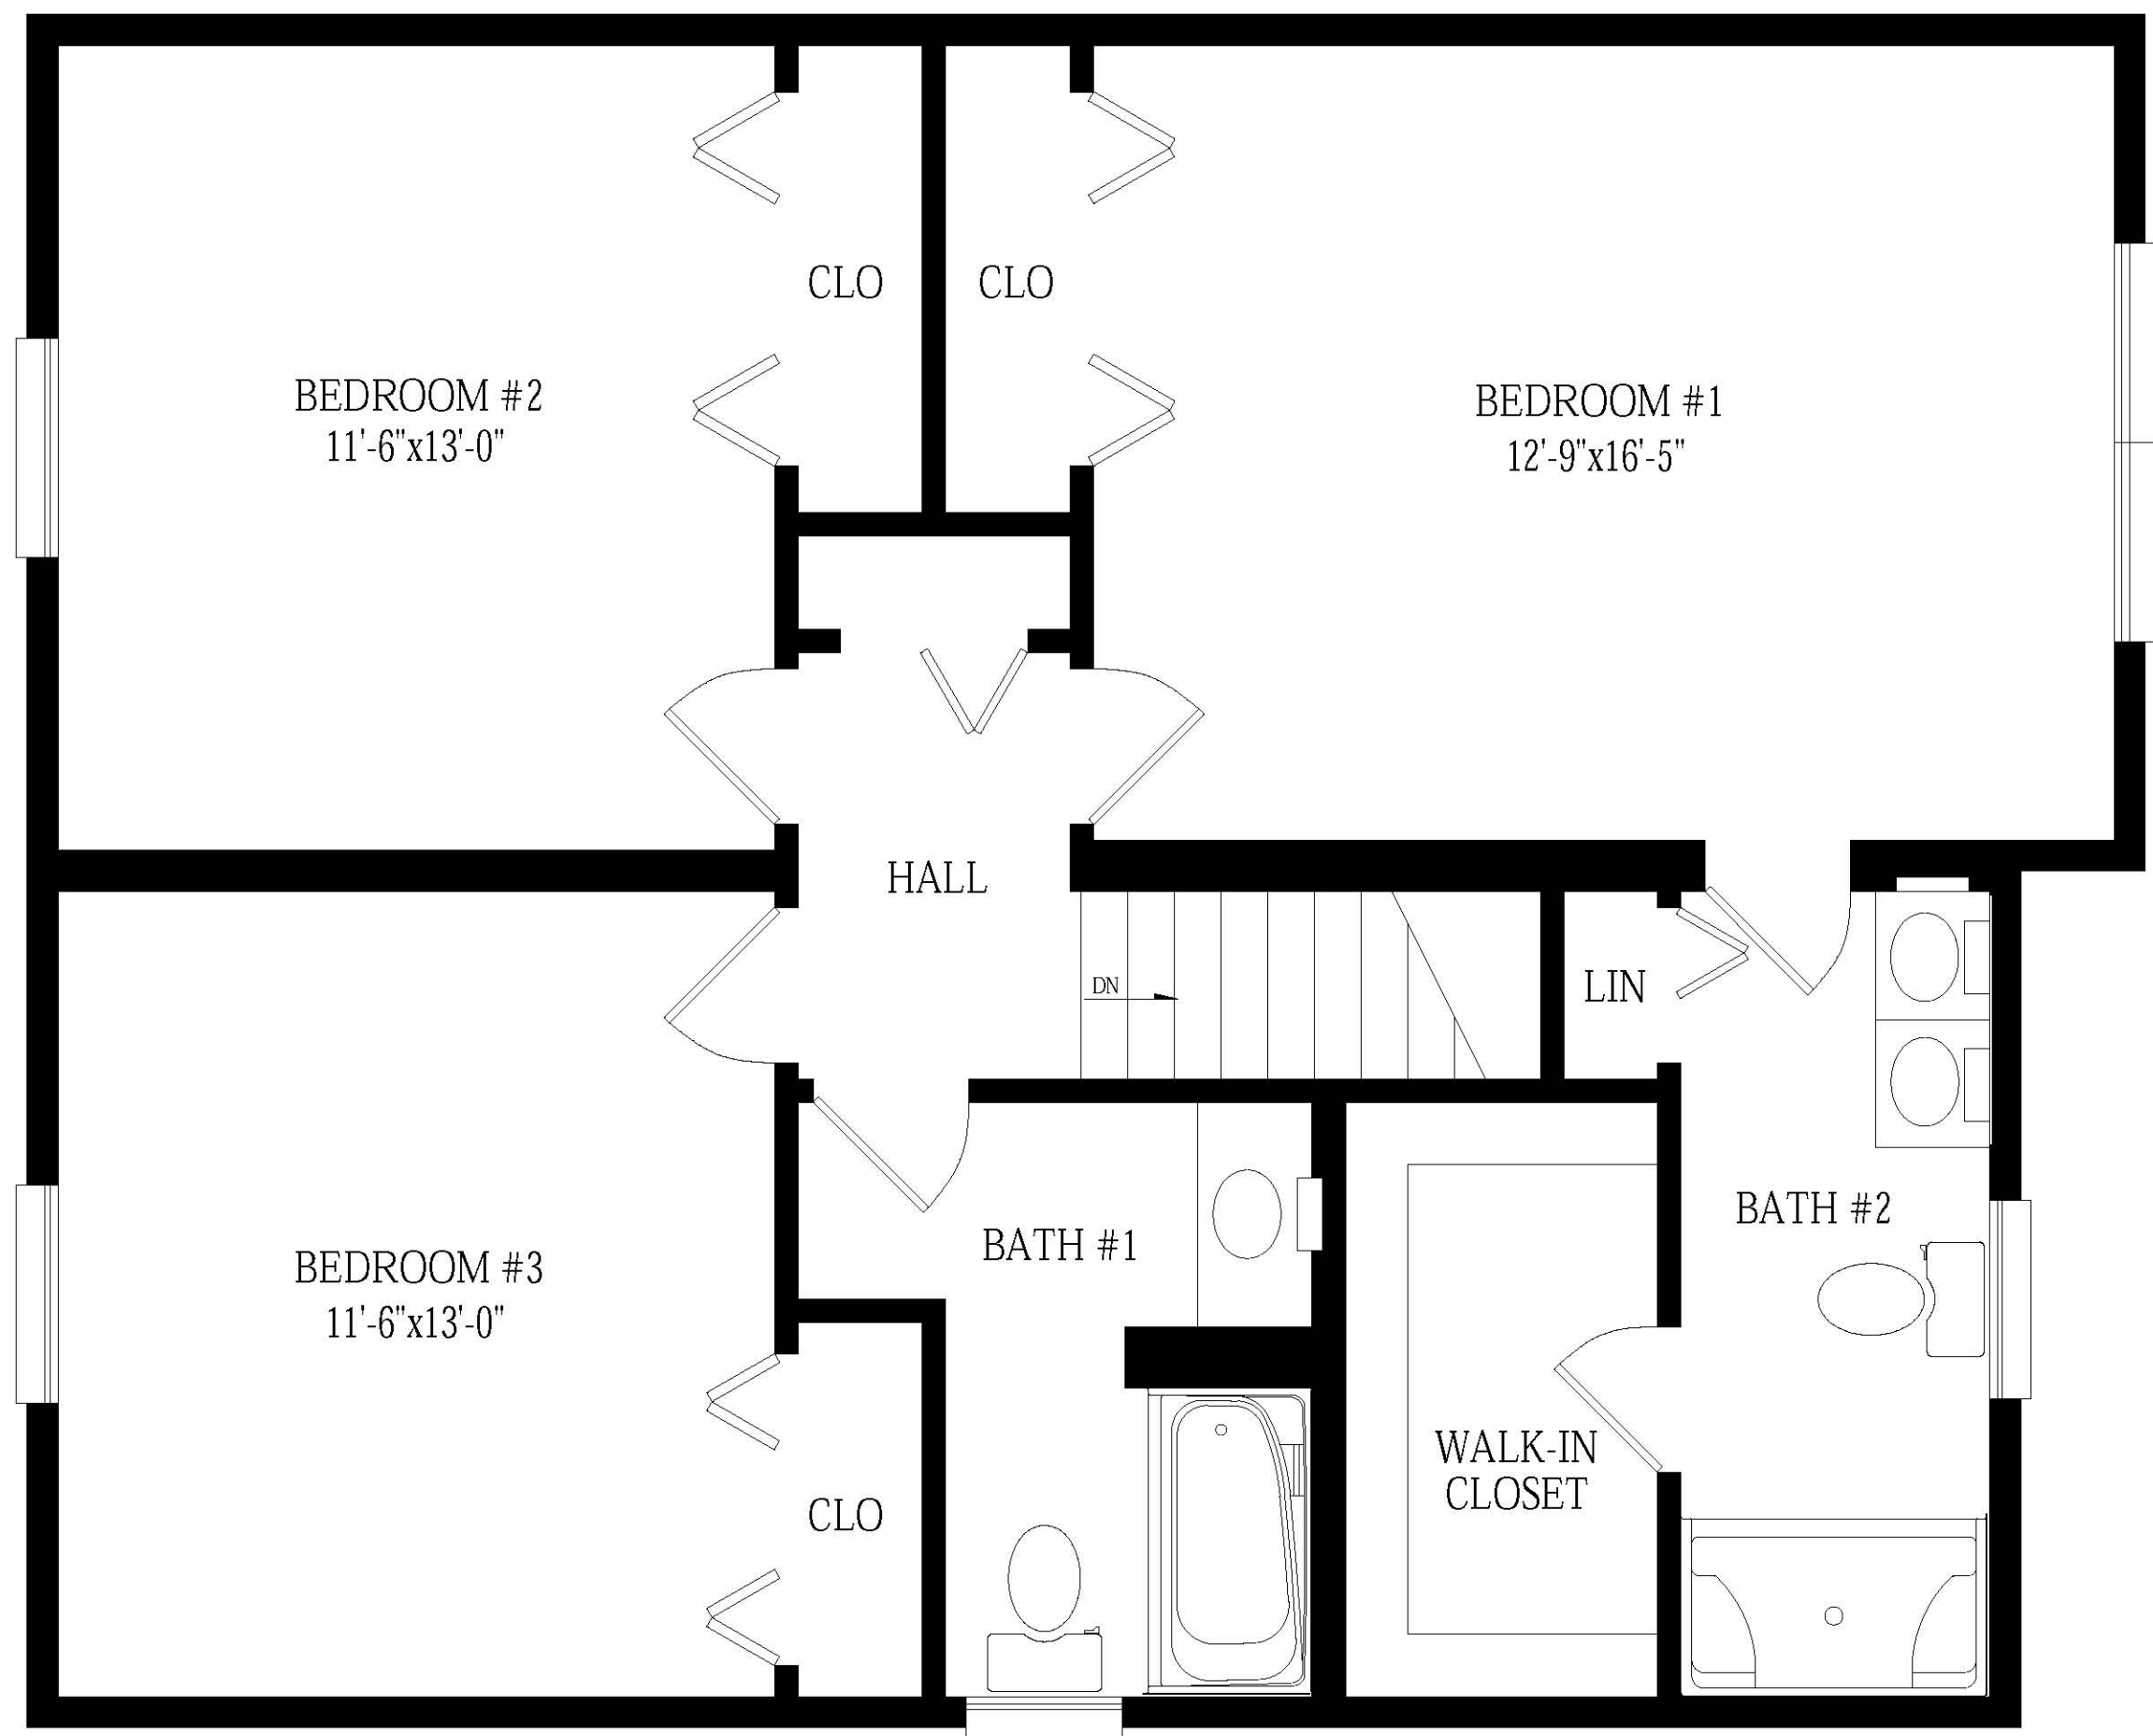 CLO
CLO
BEDROOM #2
11'-6"x13'-0"
BEDROOM #1
12'-9"x16'-5"
HALL
DN
LIN
BATH #2
BATH #1
BEDROOM #3
11'-6"x13'-0"
WALK-IN
CLOSET
CLO